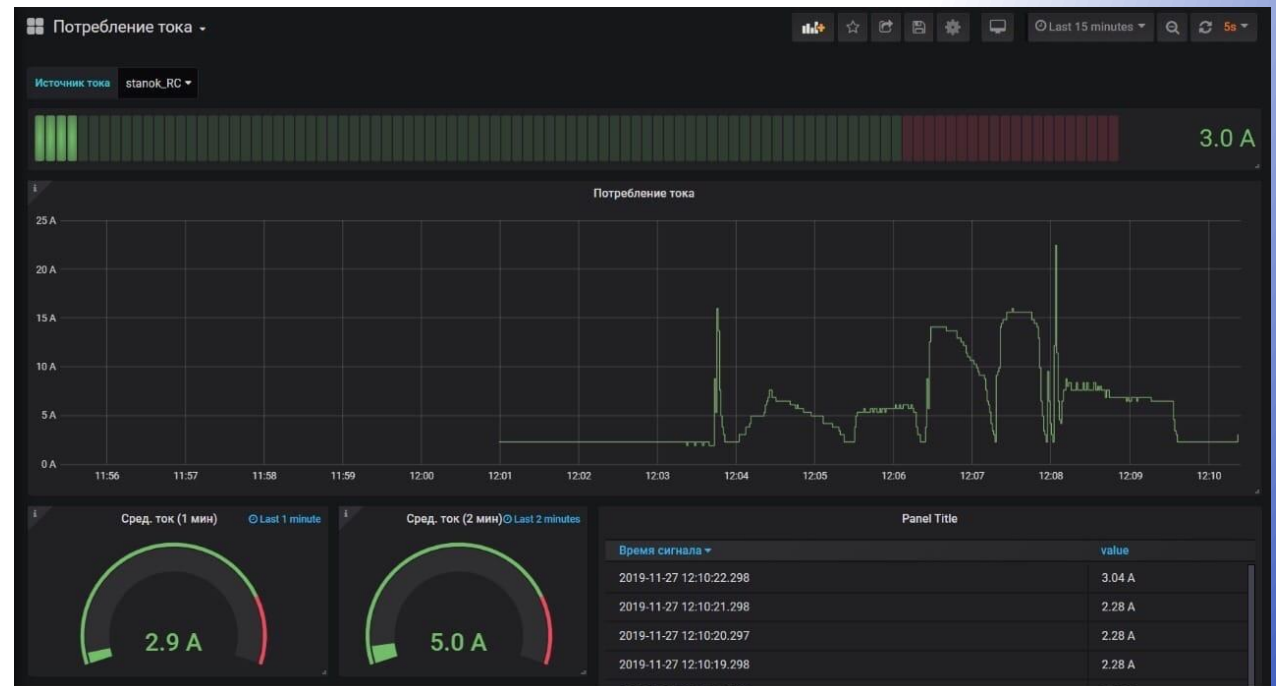 Потребление тока
Last 15 minutes
5s
Источник тока stanok_RC
3.0 A
i
Потребление тока
25 A
20 A
15 A
10 A
5 A
0 A
11:56 11:57 11:58 11:59 12:00 12:01 12:02 12:03 12:04 12:05 12:06 12:07 12:08 12:09 12:10
i
Сред. ток (1 мин) Last 1 minute
2.9 A
i
Сред. ток (2 мин) Last 2 minutes
5.0 A
Panel Title
Время сигнала value
2019-11-27 12:10:22.298 3.04 A
2019-11-27 12:10:21.298 2.28 A
2019-11-27 12:10:20.297 2.28 A
2019-11-27 12:10:19.298 2.28 A